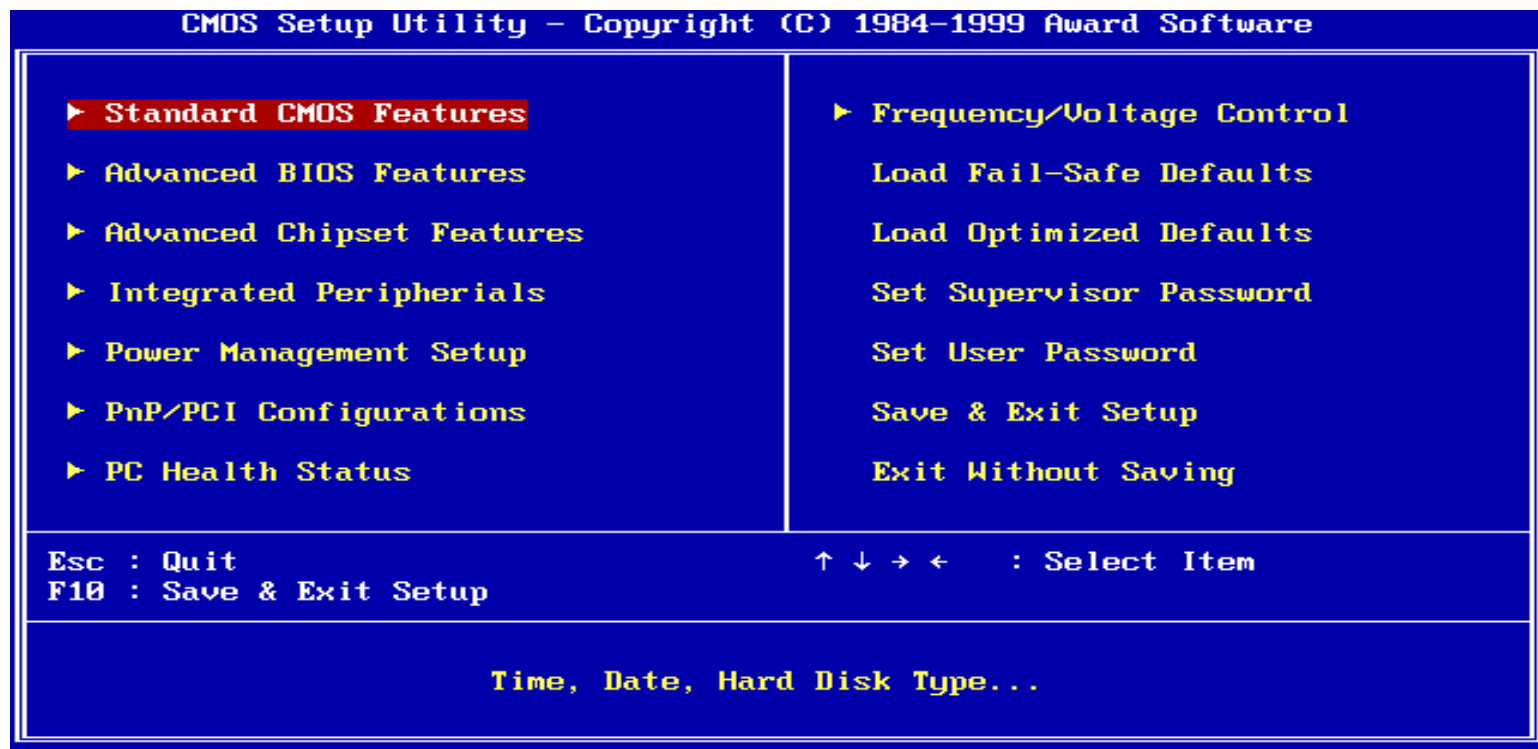 CMOS Setup Utility - Copyright (C) 1984-1999 Award Software
▶ Standard CMOS Features
▶ Advanced BIOS Features
▶ Advanced Chipset Features
▶ Integrated Peripherials
▶ Power Management Setup
▶ PnP/PCI Configurations
▶ PC Health Status
▶ Frequency/Voltage Control
Load Fail-Safe Defaults
Load Optimized Defaults
Set Supervisor Password
Set User Password
Save & Exit Setup
Exit Without Saving
Esc : Quit
F10 : Save & Exit Setup
↑ ↓ → ← : Select Item
Time, Date, Hard Disk Type...